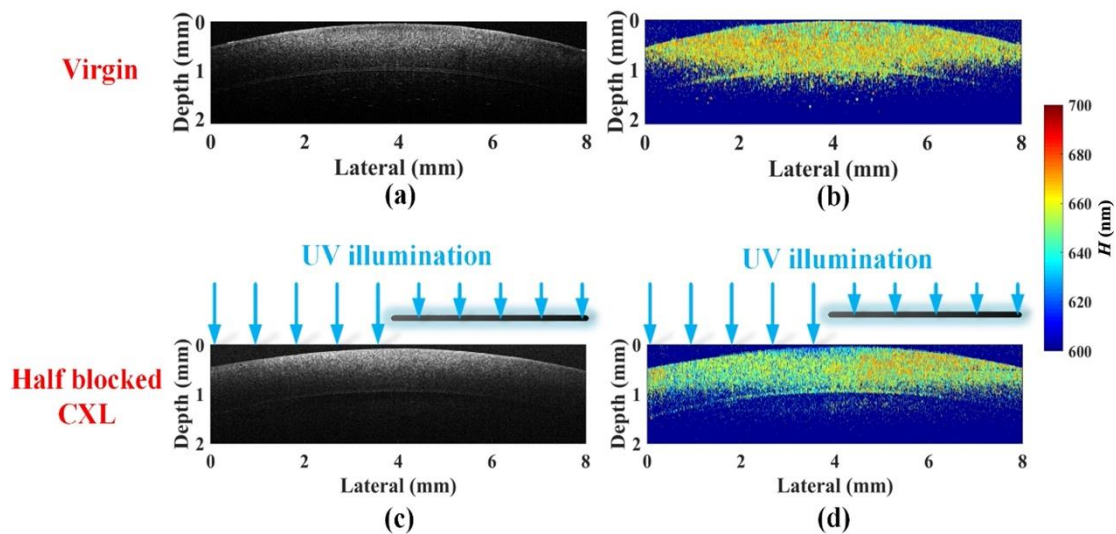 Virgin
Depth (mm)
0
1
2
0 2 4 6 8
Lateral (mm)
(a)
Depth (mm)
0
1
2
0 2 4 6 8
Lateral (mm)
(b)
700
680
660
640
620
600
H (nm)
UV illumination
UV illumination
Half blocked
CXL
Depth (mm)
0
1
2
0 2 4 6 8
Lateral (mm)
(c)
Depth (mm)
0
1
2
0 2 4 6 8
Lateral (mm)
(d)